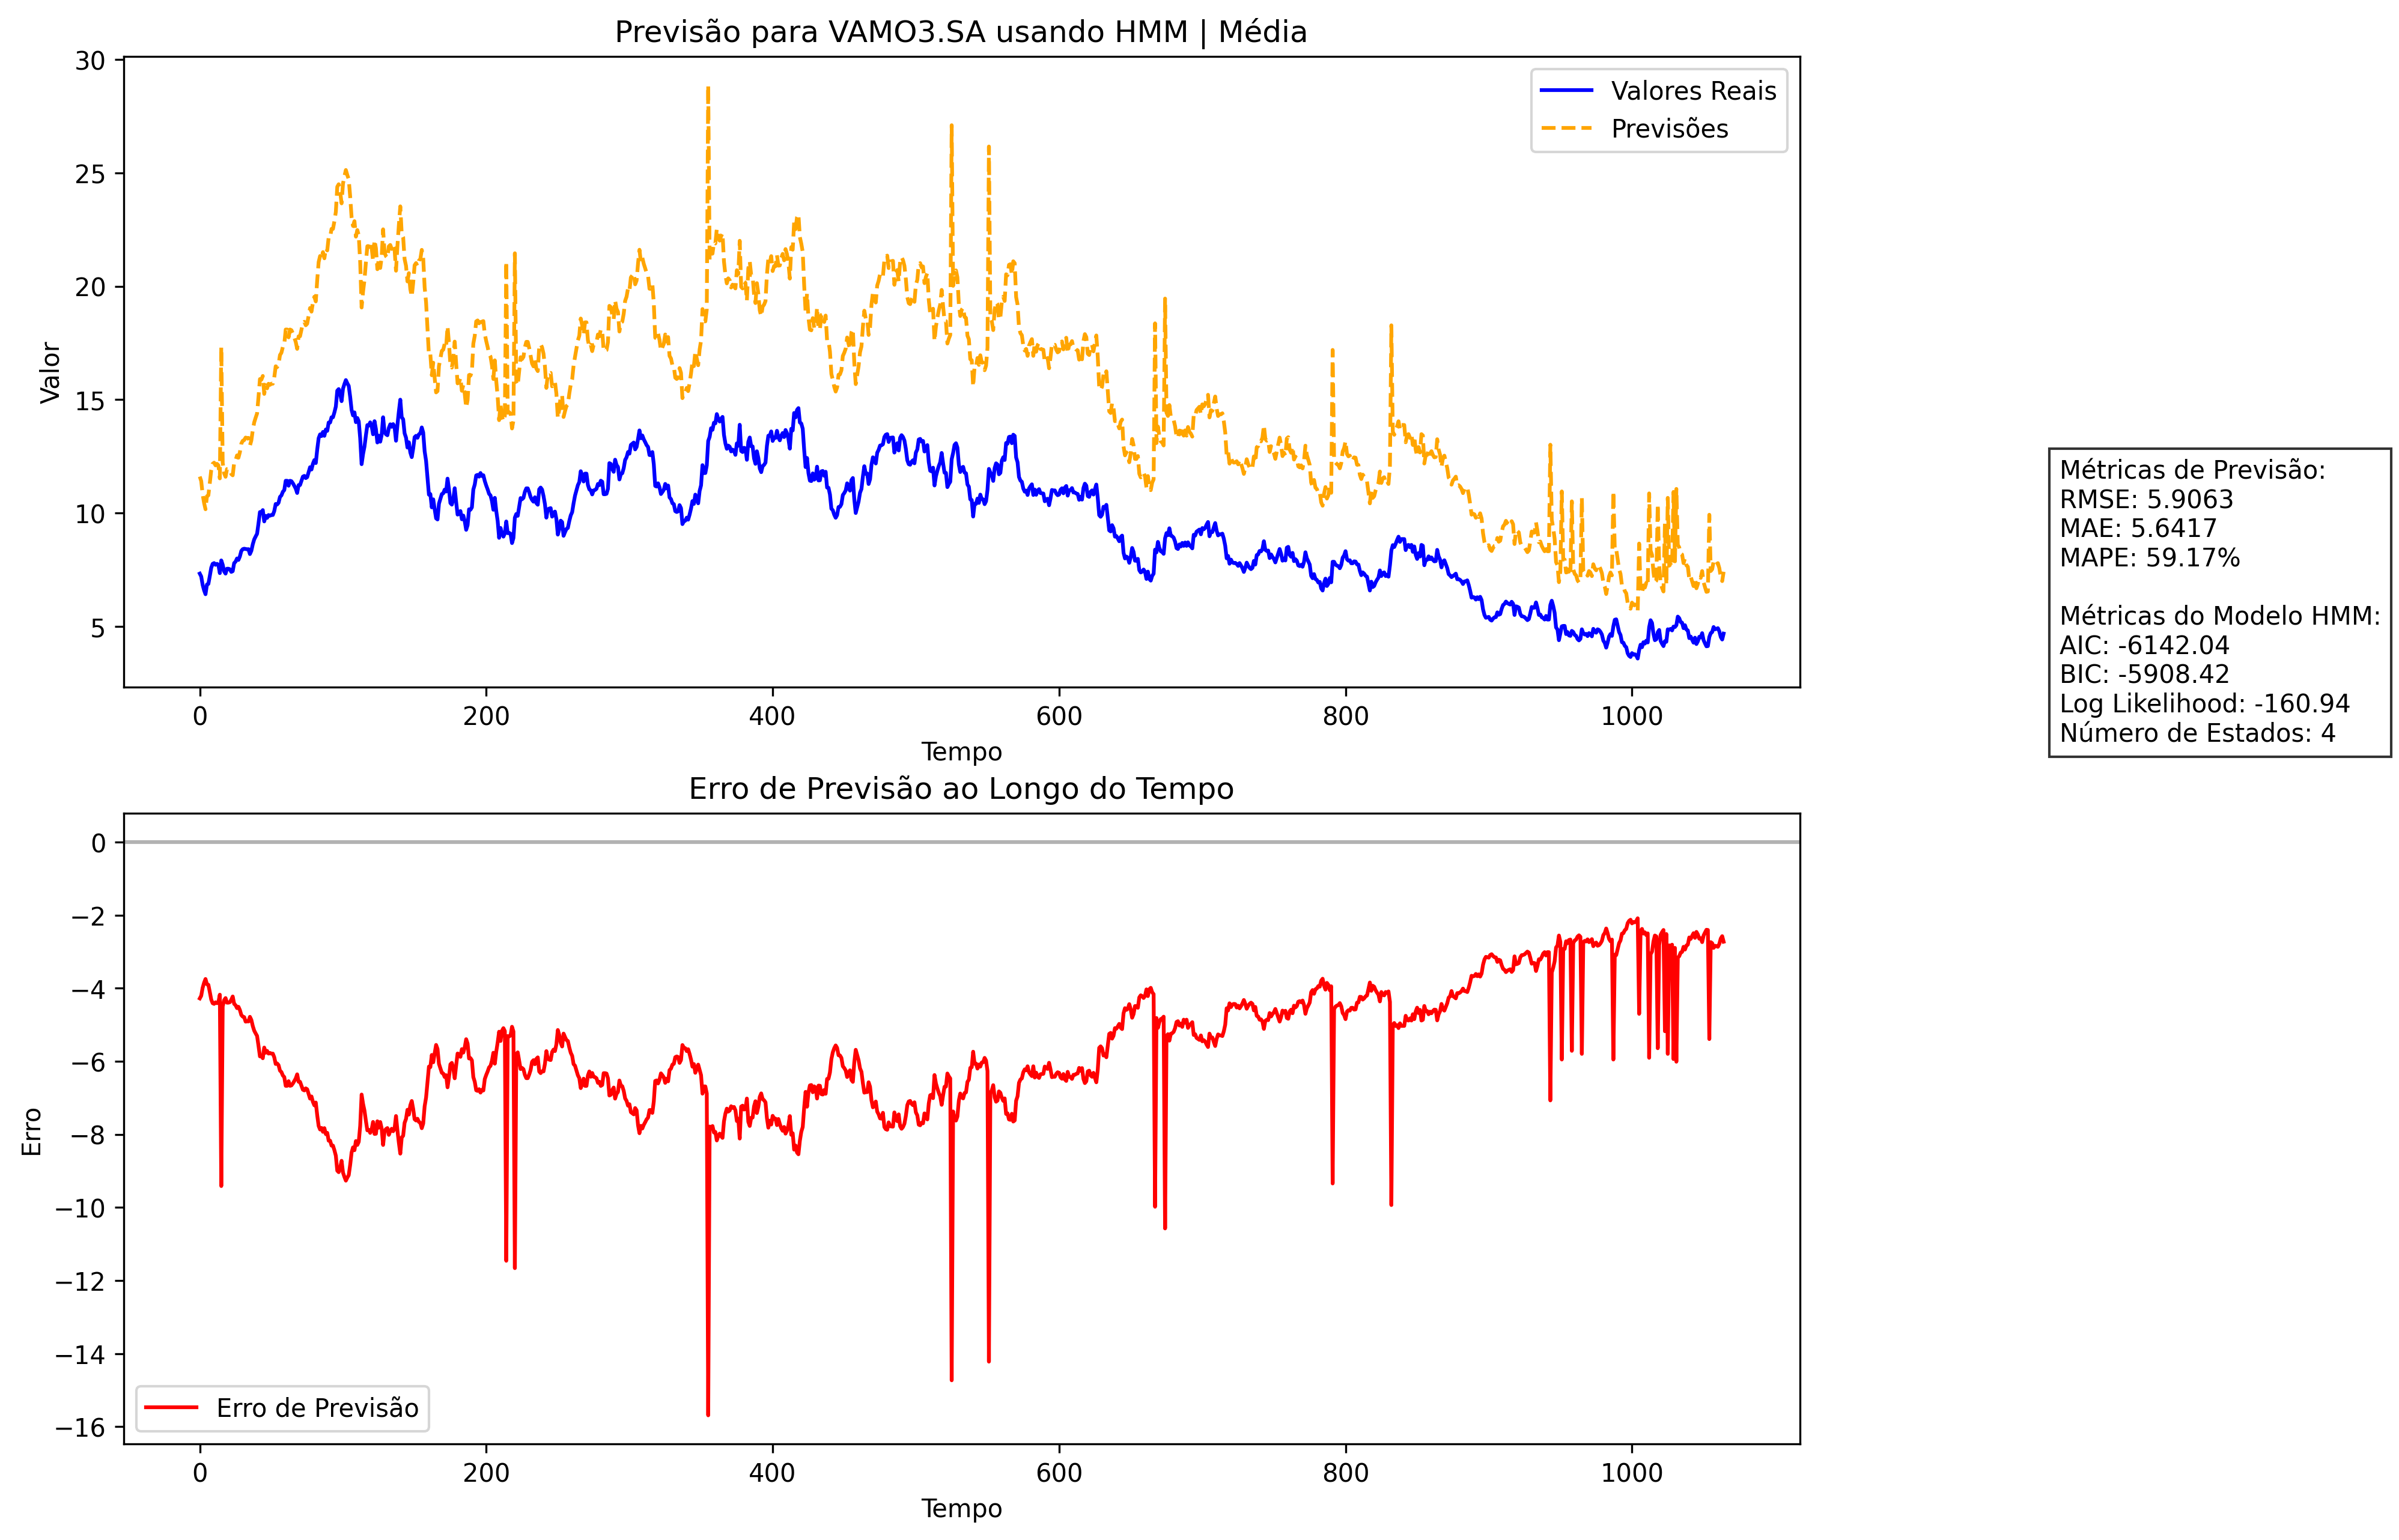 Previsão para VAMO3.SA usando HMM | Média
30
25
20
15
10
5
Valor
Valores Reais
Previsões
0 200 400 600 800 1000
Tempo
Métricas de Previsão:
RMSE: 5.9063
MAE: 5.6417
MAPE: 59.17%
Métricas do Modelo HMM:
AIC: -6142.04
BIC: -5908.42
Log Likelihood: -160.94
Número de Estados: 4
Erro de Previsão ao Longo do Tempo
0
−2
−4
−6
−8
−10
−12
−14
−16
Erro
Erro de Previsão
0 200 400 600 800 1000
Tempo